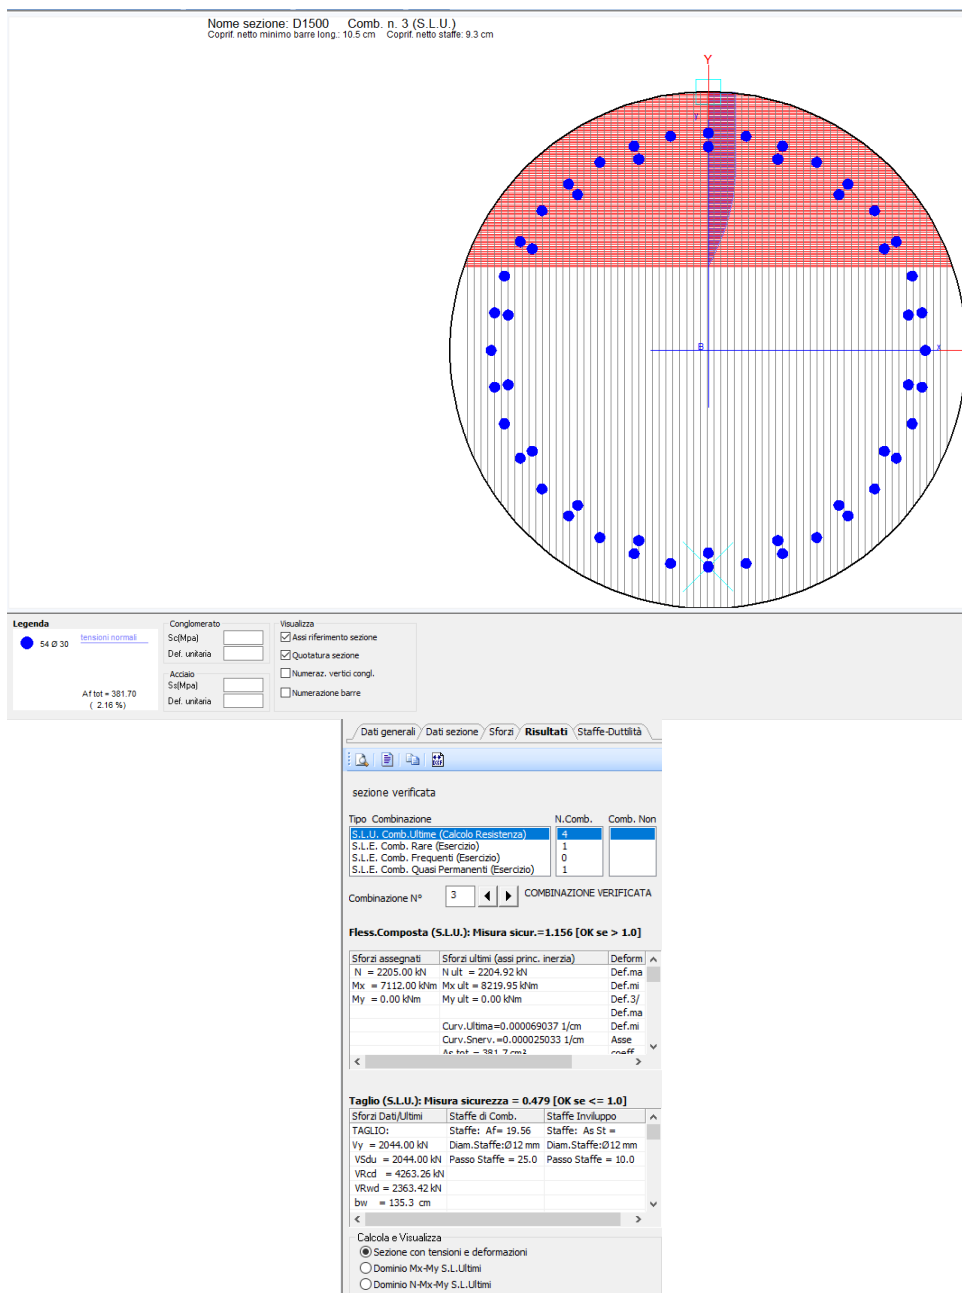 Nome sezione: D1500 Comb. n. 3 (S.L.U.)
Coprif. netto minimo barre long.: 10.5 cm Coprif. netto staffe: 9.3 cm
Y
y
B
x
Legenda
54 Ø 30
tensioni normali
Af tot = 381.70
( 2.16 %)
Conglomerato
Sc(Mpa)
Def. unitaria
Acciaio
Ss(Mpa)
Def. unitaria
Visualizza
Assi riferimento sezione
Quotatura sezione
Numeraz. vertici congl.
Numerazione barre
Dati generali Dati sezione Sforzi Risultati Staffe-Duttilità
DXF
sezione verificata
Tipo Combinazione N.Comb. Comb. Non
S.L.U. Comb.Ultime (Calcolo Resistenza) 4
S.L.E. Comb. Rare (Esercizio) 1
S.L.E. Comb. Frequenti (Esercizio) 0
S.L.E. Comb. Quasi Permanenti (Esercizio) 1
Combinazione N° 3 COMBINAZIONE VERIFICATA
Fless.Composta (S.L.U.): Misura sicur.=1.156 [OK se > 1.0]
Sforzi assegnati Sforzi ultimi (assi princ. inerzia) Deform
N = 2205.00 kN N ult = 2204.92 kN Def.ma
Mx = 7112.00 kNm Mx ult = 8219.95 kNm Def.mi
My = 0.00 kNm My ult = 0.00 kNm Def.3/
Def.ma
Curv.Ultima=0.000069037 1/cm Def.mi
Curv.Snerv.=0.000025033 1/cm Asse
As tot = 381.7 cm² coeff
Taglio (S.L.U.): Misura sicurezza = 0.479 [OK se <= 1.0]
Sforzi Dati/Ultimi Staffe di Comb. Staffe Inviluppo
TAGLIO: Staffe: Af= 19.56 Staffe: As St =
Vy = 2044.00 kN Diam.Staffe:Ø12 mm Diam.Staffe:Ø12 mm
VSdu = 2044.00 kN Passo Staffe = 25.0 Passo Staffe = 10.0
VRcd = 4263.26 kN
VRwd = 2363.42 kN
bw = 135.3 cm
Calcola e Visualizza
Sezione con tensioni e deformazioni
Dominio Mx-My S.L.Ultimi
Dominio N-Mx-My S.L.Ultimi